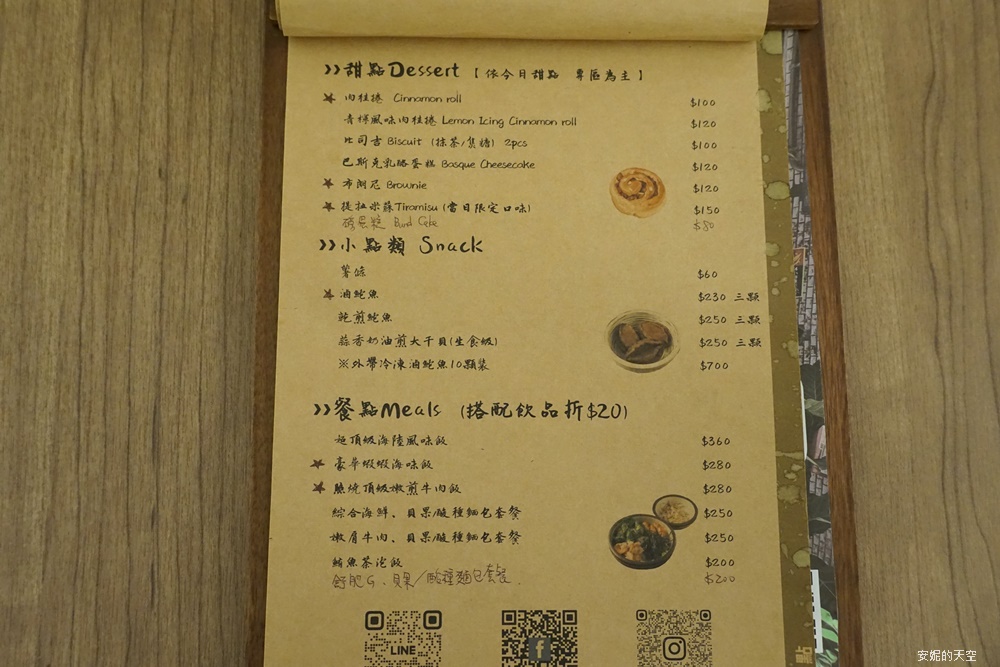 ››甜點Dessert【依今日甜點 專區為主】
★ 肉桂捲 Cinnamon roll $100
青檸風味肉桂捲 Lemon Icing Cinnamon roll $120
比司吉 Biscuit (抹茶/焦糖) 2pcs $100
巴斯克乳酪蛋糕 Basque Cheesecake $120
★ 布朗尼 Brownie $120
★ 提拉米蘇Tiramisu (當日限定口味) $150
$80
››小點類 Snack
薯條 $60
★ 滷鮑魚 $230 三顆
乾煎鮑魚 $250 三顆
蒜香奶油煎大干貝(生食級) $250 三顆
※外帶冷凍滷鮑魚10顆裝 $700
››餐點Meals (搭配飲品折$20)
極頂級海陸風味飯 $360
★ 豪華蝦蝦海味飯 $280
★ 頂級嫩煎牛肉飯 $280
綜合海鮮、貝果/酸種麵包套餐 $250
嫩肩牛肉、貝果/酸種麵包套餐 $250
鯖魚茶泡飯 $200
舒肥G、貝果/酸種麵包套餐. $200
LINE
點
安妮的天空